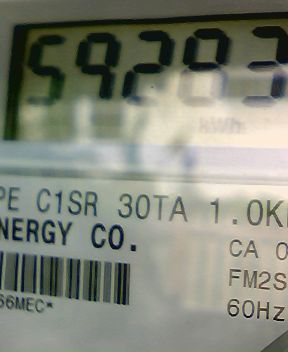 59283
kWh
PE C1SR 30TA 1.0K
NERGY CO.
CA 0
FM2S
56MEC*
60Hz